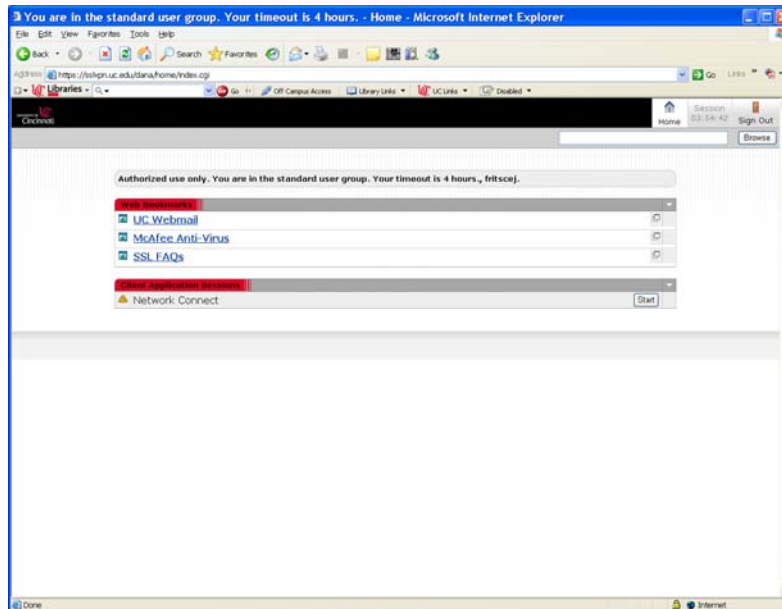 You are in the standard user group. Your timeout is 4 hours. - Home - Microsoft Internet Explorer
File Edit View Favorites Tools Help
Back Search Favorites
Address https://sslvpn.uc.edu/dana/home/index.cgi Go Links
Libraries Go Off Campus Access Library Links UC Links Disabled
Cincinnati
Home Session 03:54:42 Sign Out
Browse
Authorized use only. You are in the standard user group. Your timeout is 4 hours., fritscej.
Web Bookmarks
UC Webmail
McAfee Anti-Virus
SSL FAQs
Client Application Sessions
Network Connect Start
Done Internet